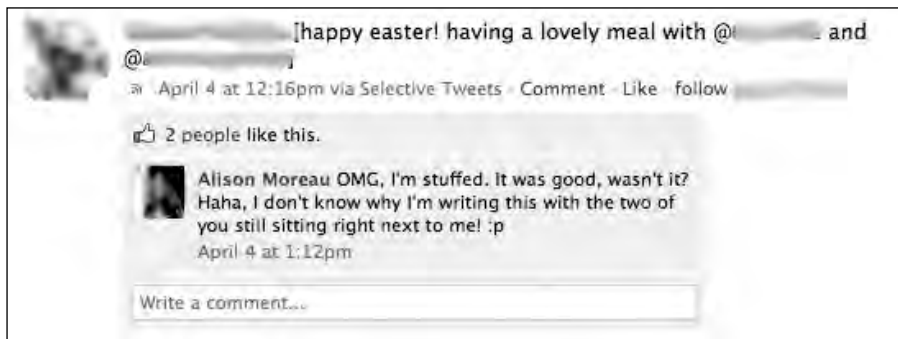 [happy easter! having a lovely meal with @ and
@ ]
April 4 at 12:16pm via Selective Tweets · Comment · Like · follow
2 people like this.
Alison Moreau OMG, I'm stuffed. It was good, wasn't it?
Haha, I don't know why I'm writing this with the two of
you still sitting right next to me! :p
April 4 at 1:12pm
Write a comment...